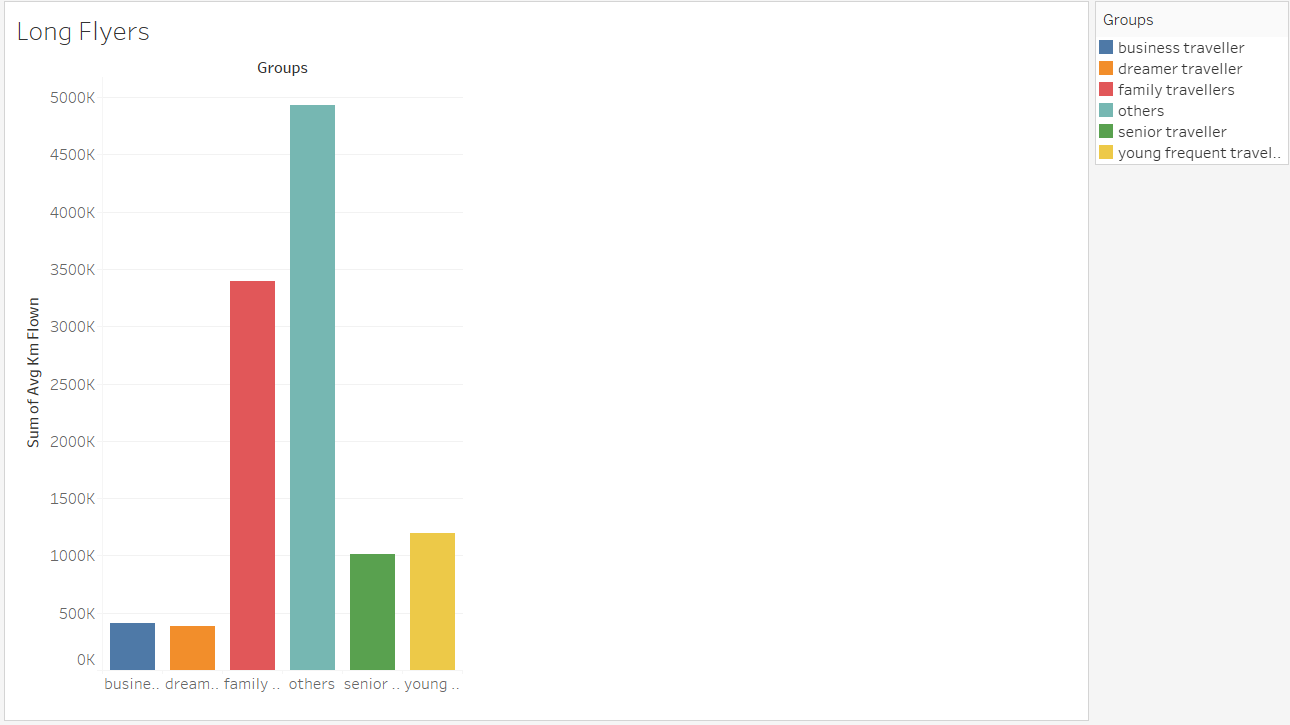 Long Flyers
Groups
5000K
4500K
4000K
3500K
3000K
2500K
2000K
1500K
1000K
500K
0K
Sum of Avg Km Flown
busine.. dream.. family .. others senior .. young ..
Groups
business traveller
dreamer traveller
family travellers
others
senior traveller
young frequent travel..